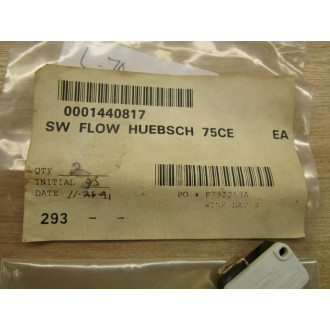 0001440817
SW FLOW HUEBSCH 75CE EA
QTY 2
INITIAL
DATE 11-26-91
PO #
293 - -